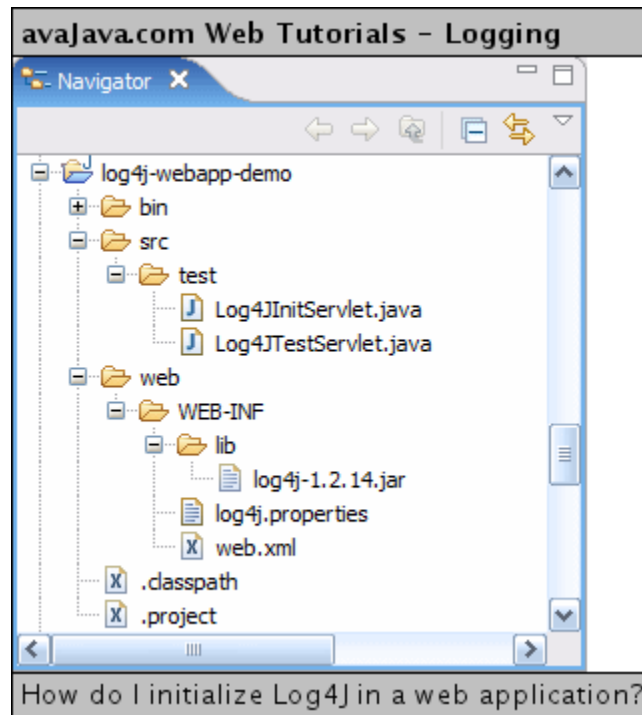 avaJava.com Web Tutorials - Logging
Navigator
log4j-webapp-demo
bin
src
test
Log4JInitServlet.java
Log4JTestServlet.java
web
WEB-INF
lib
log4j-1.2.14.jar
log4j.properties
web.xml
.classpath
.project
How do I initialize Log4J in a web application?